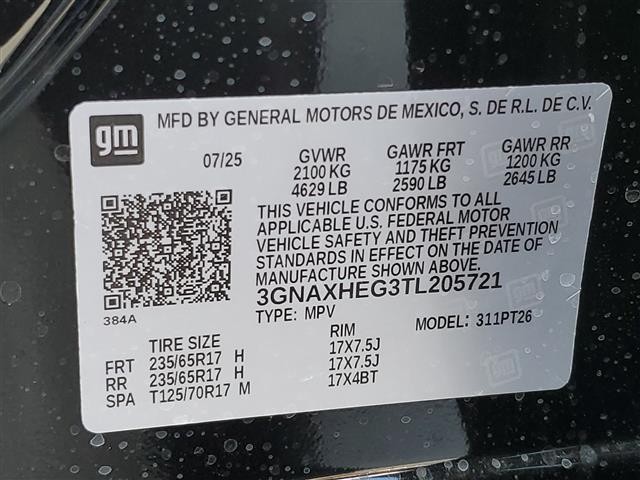 gm
MFD BY GENERAL MOTORS DE MEXICO, S. DE R.L. DE C.V.
07/25 GVWR GAWR FRT GAWR RR
2100 KG 1175 KG 1200 KG
4629 LB 2590 LB 2645 LB
THIS VEHICLE CONFORMS TO ALL
APPLICABLE U.S. FEDERAL MOTOR
VEHICLE SAFETY AND THEFT PREVENTION
STANDARDS IN EFFECT ON THE DATE OF
MANUFACTURE SHOWN ABOVE.
3GNAXHEG3TL205721
TYPE: MPV MODEL: 311PT26
384A
TIRE SIZE RIM
FRT 235/65R17 H 17X7.5J
RR 235/65R17 H 17X7.5J
SPA T125/70R17 M 17X4BT